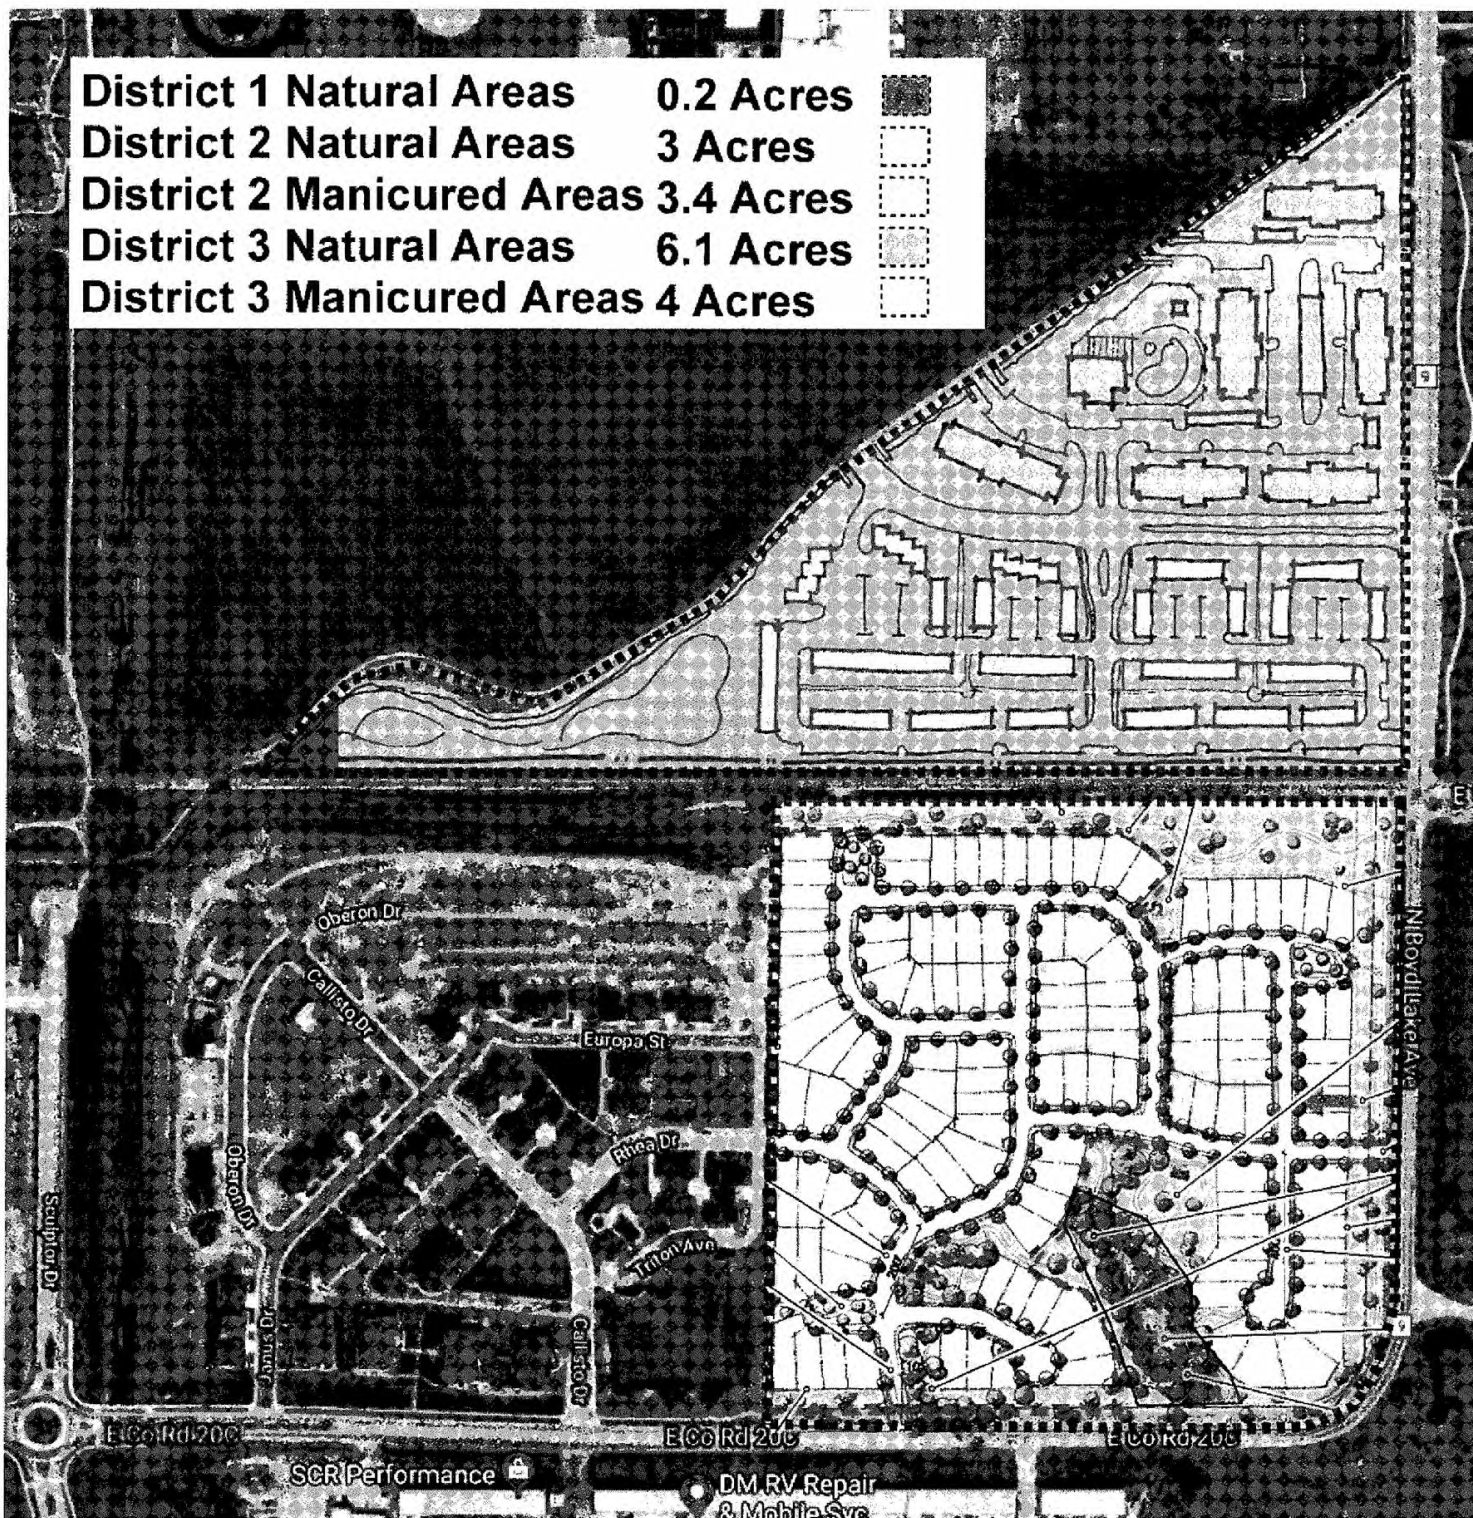 District 1 Natural Areas 0.2 Acres
District 2 Natural Areas 3 Acres
District 2 Manicured Areas 3.4 Acres
District 3 Natural Areas 6.1 Acres
District 3 Manicured Areas 4 Acres
9
Oberon Dr
Callisto Dr
Europa St
N Boyd Lake Ave
Rhea Dr
Oberon Dr
Sculptor Dr
Triton Ave
Callisto Dr
9
E Co Rd 20C
E Co Rd 20C
E Co Rd 20C
SCR Performance
DM RV Repair
& Mobile Svc